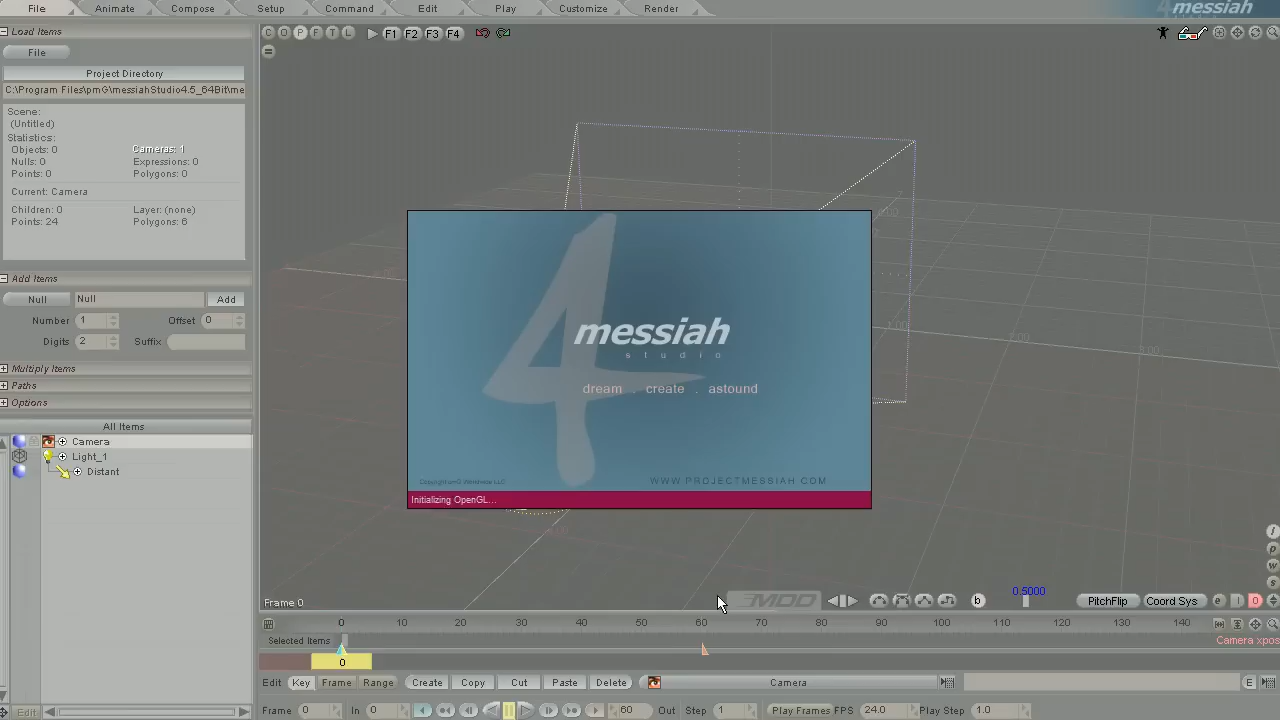 File Animate Compose Setup Command Edit Play Customize Render 4messiah
Load Items
C O P F T L F1 F2 F3 F4
File
Project Directory
C:\Program Files\pmG\messiahStudio4.5_64Bit\me
Scene:
(Untitled)
Statistics:
Objects: 0 Cameras: 1
Nulls: 0 Expressions: 0
Points: 0 Polygons: 0
Current: Camera
Children: 0 Layer: (none)
Points: 24 Polygons: 6
Add Items
Null Null Add
Number 1 Offset 0
Digits 2 Suffix
Multiply Items
Paths
Options
All Items
Camera
Light_1
Distant
Edit
4
messiah
studio
dream . create . astound
WWW.PROJECTMESSIAH.COM
Initializing OpenGL...
Frame 0
MOD b 0.5000 PitchFlip Coord Sys e i 0
i
p
w
s
0 10 20 30 40 50 60 70 80 90 100 110 120 130 140
Selected Items Camera xpos
0
Edit Key Frame Range Create Copy Cut Paste Delete Camera E
Frame 0 In 0 60 Out Step 1 Play Frames FPS 24.0 Play Step 1.0